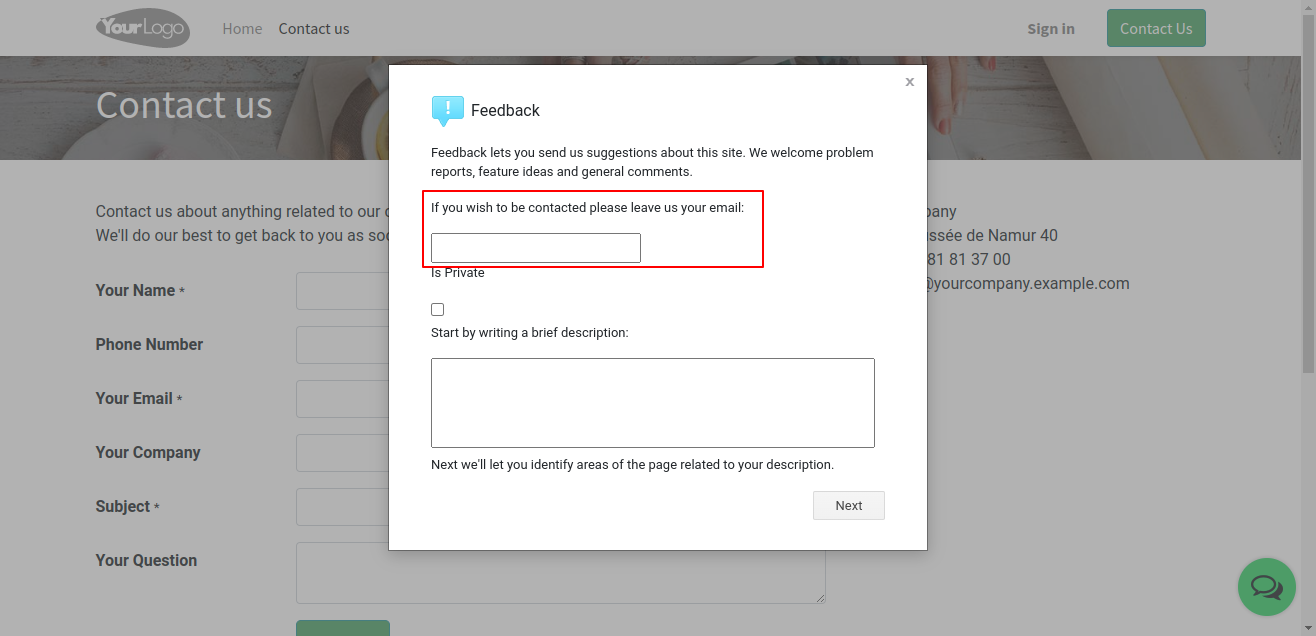 YourLogo
Home
Contact us
Sign in
Contact Us
Contact us
x
!
Feedback
Feedback lets you send us suggestions about this site. We welcome problem
reports, feature ideas and general comments.
If you wish to be contacted please leave us your email:
Is Private
Start by writing a brief description:
Next we'll let you identify areas of the page related to your description.
Next
Contact us about anything related to our
We'll do our best to get back to you as
Your Name *
Phone Number
Your Email *
Your Company
Subject *
Your Question
de Namur 40
81 81 37 00
@yourcompany.example.com